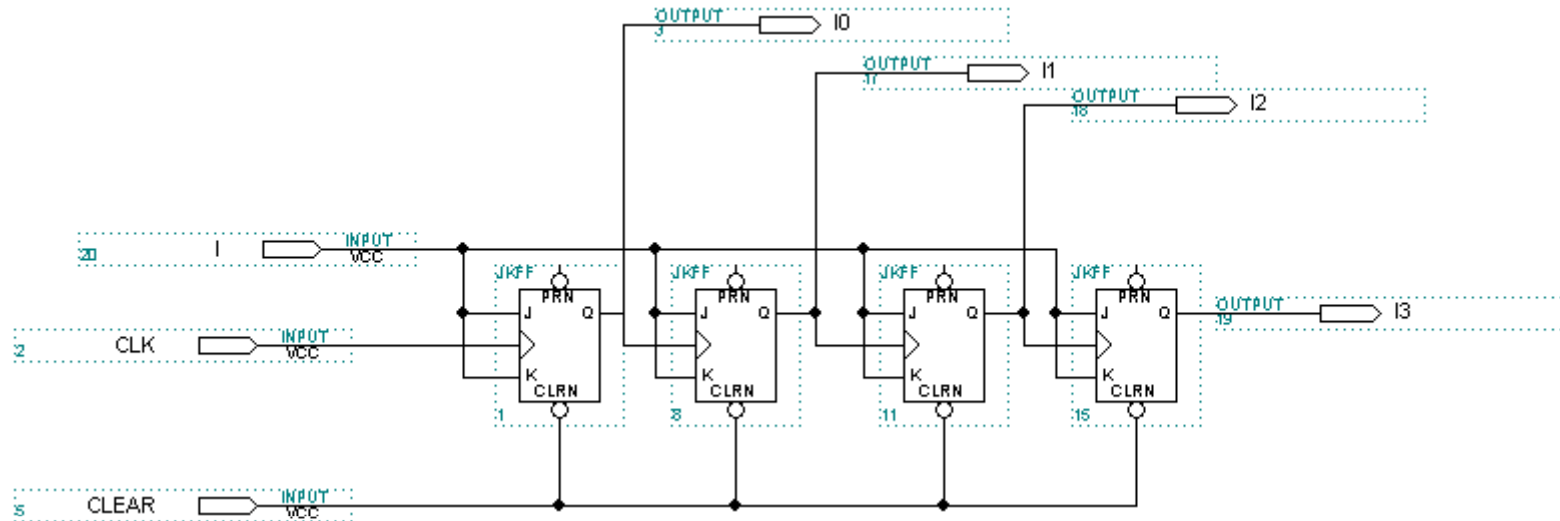 OUTPUT
3
I0
OUTPUT
17
I1
OUTPUT
18
I2
20
I
INPUT
VCC
JKFF
PRN
J
Q
K
CLRN
1
JKFF
PRN
J
Q
K
CLRN
8
JKFF
PRN
J
Q
K
CLRN
11
JKFF
PRN
J
Q
K
CLRN
15
OUTPUT
19
I3
2
CLK
INPUT
VCC
5
CLEAR
INPUT
VCC